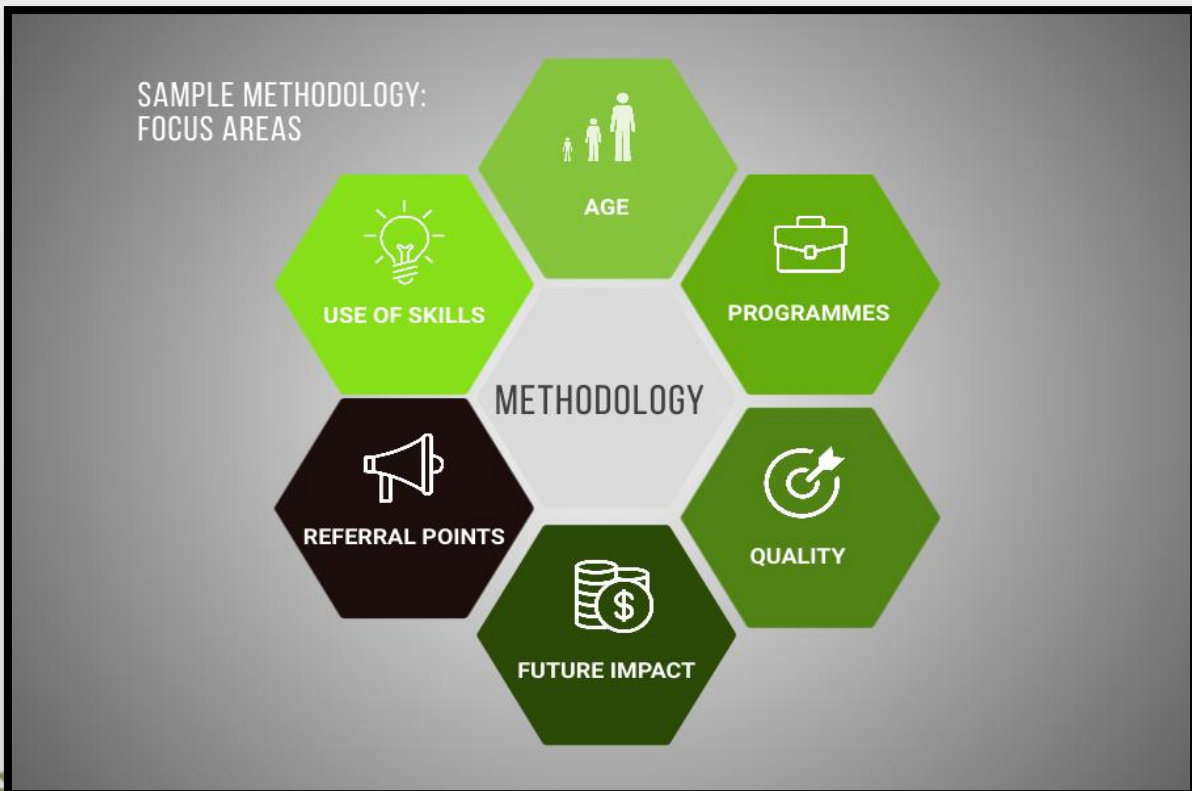 SAMPLE METHODOLOGY:
FOCUS AREAS
AGE
USE OF SKILLS
PROGRAMMES
METHODOLOGY
REFERRAL POINTS
QUALITY
$
FUTURE IMPACT